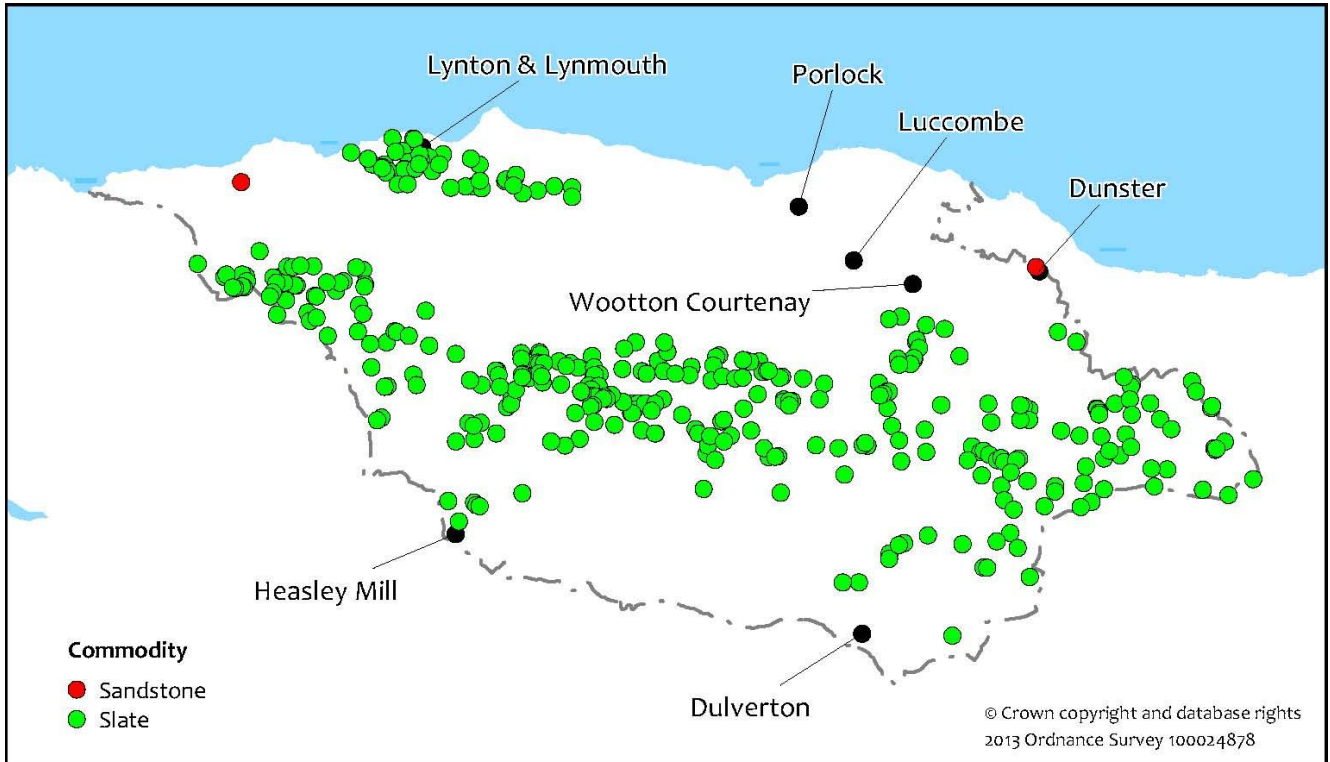 Lynton & Lynmouth
Porlock
Luccombe
Dunster
Wootton Courtenay
Heasley Mill
Dulverton
Commodity
Sandstone
Slate
© Crown copyright and database rights
2013 Ordnance Survey 100024878